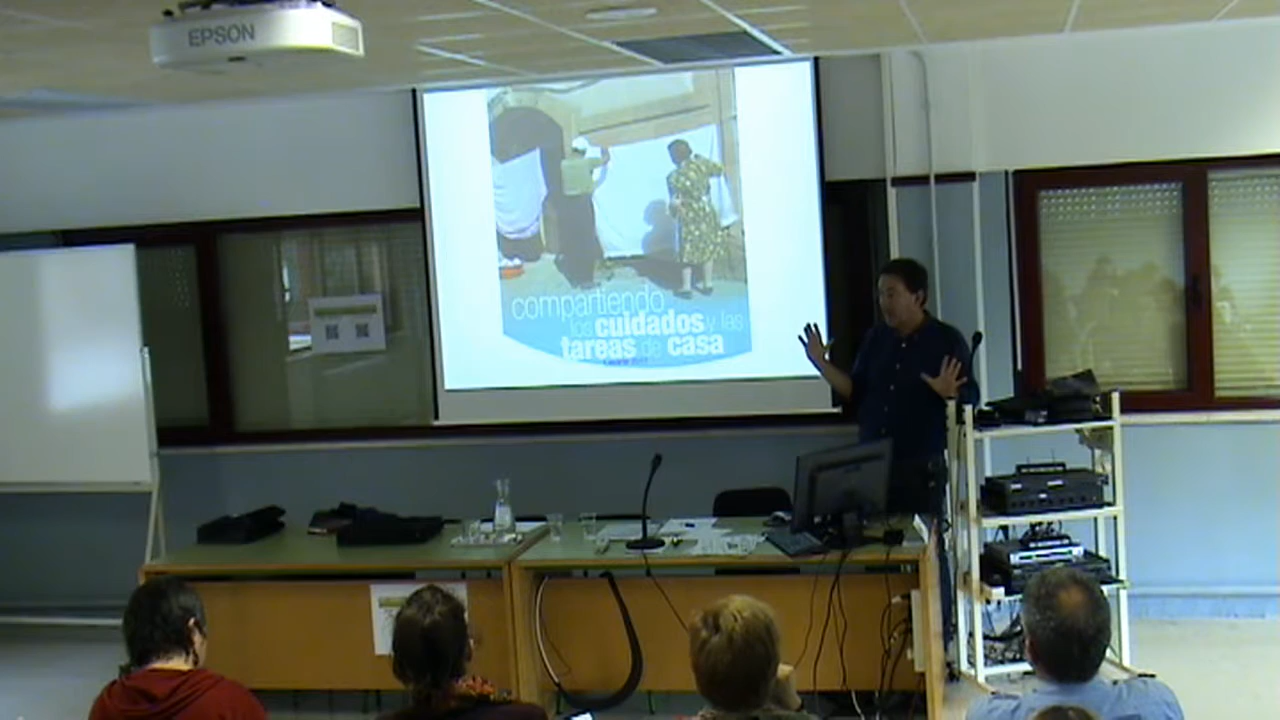 EPSON
compartiendo
los cuidados y las
tareas de casa